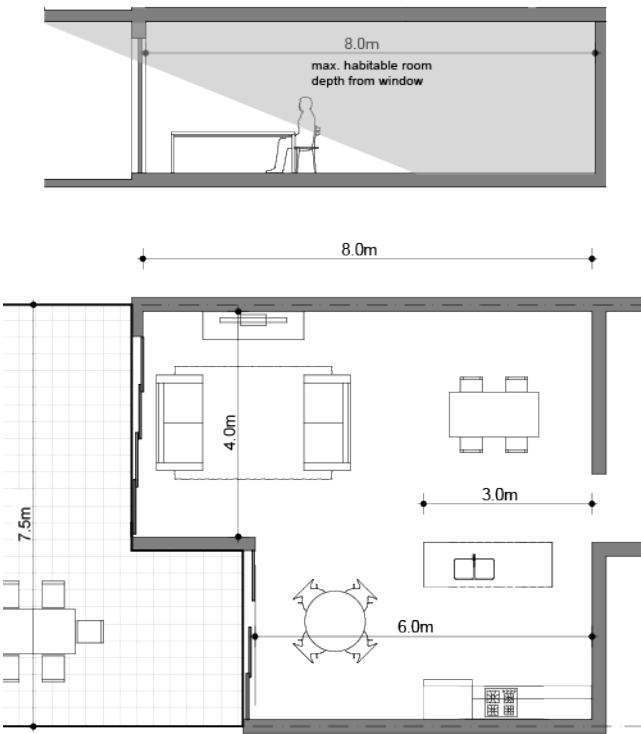 8.0m
max. habitable room
depth from window
8.0m
4.0m
3.0m
7.5m
6.0m